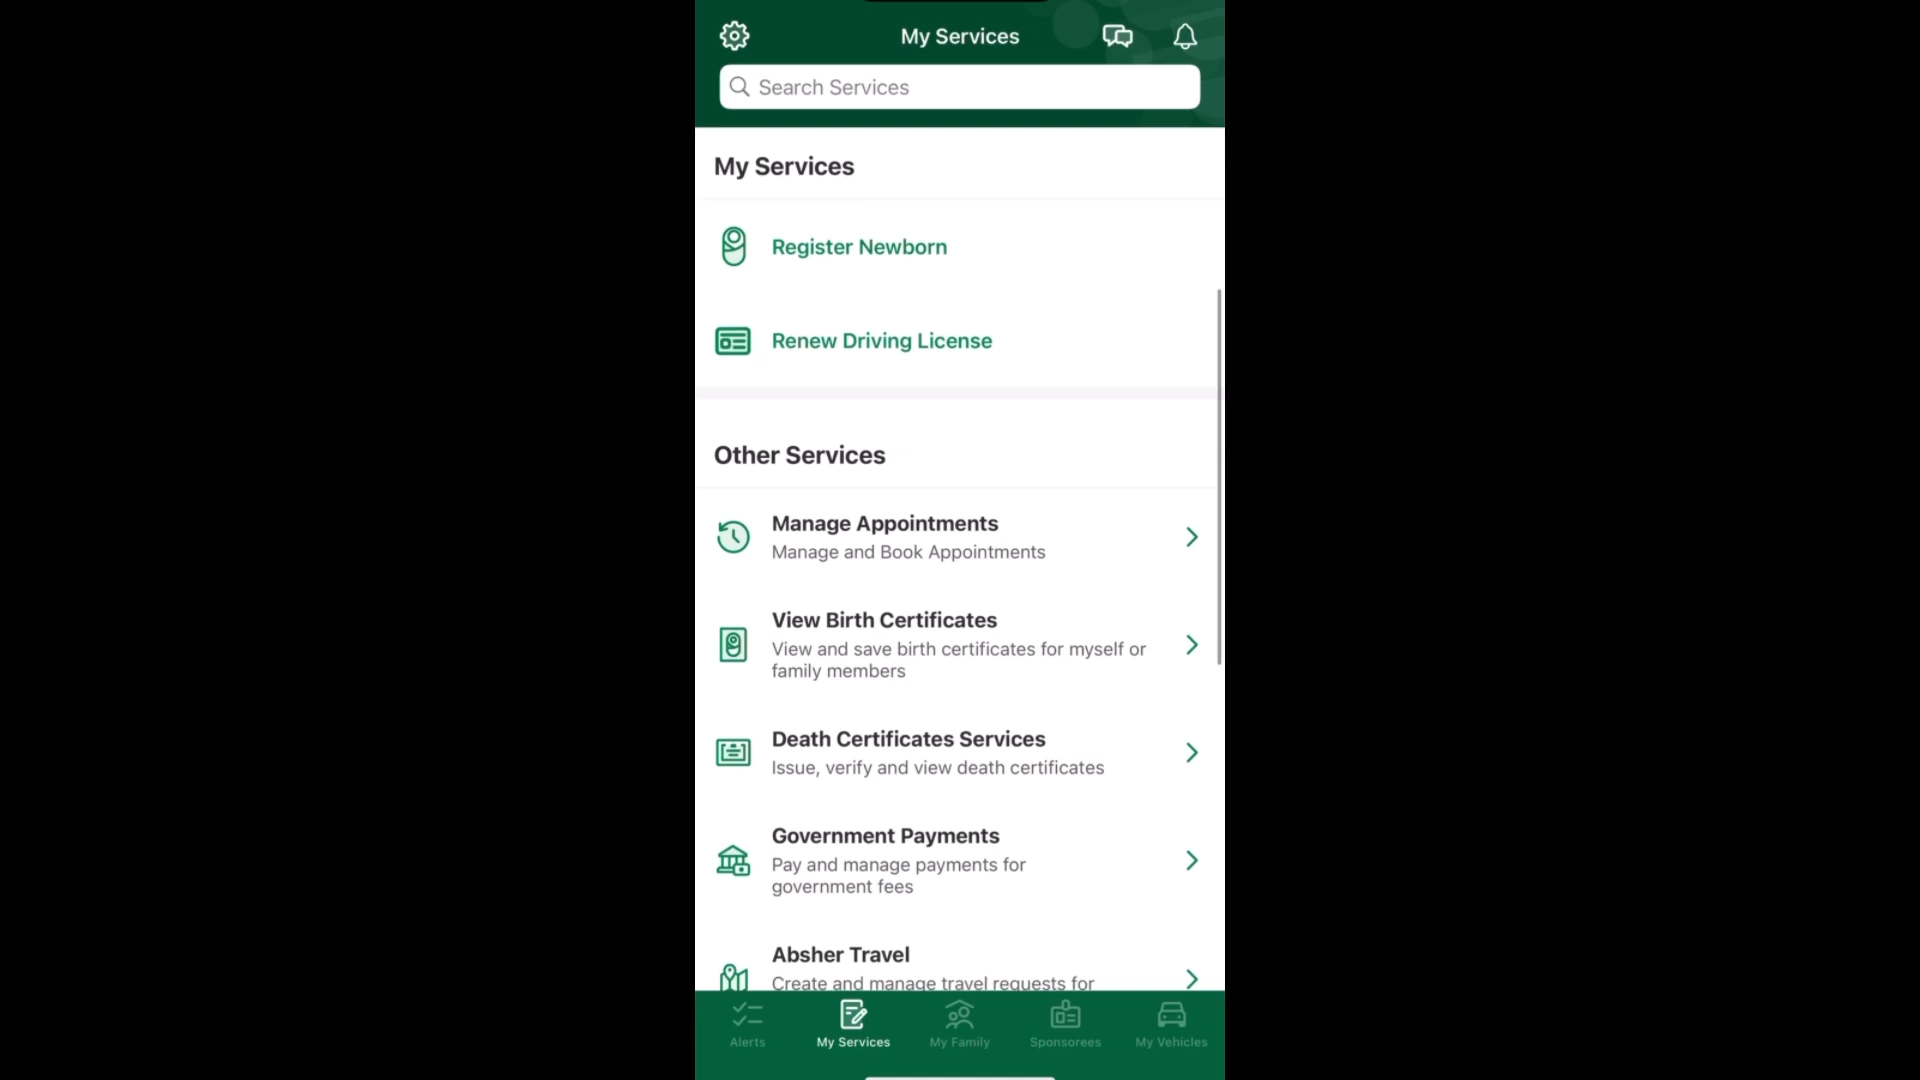 My Services
Search Services
My Services
Register Newborn
Renew Driving License
Other Services
Manage Appointments
Manage and Book Appointments
View Birth Certificates
View and save birth certificates for myself or
family members
Death Certificates Services
Issue, verify and view death certificates
Government Payments
Pay and manage payments for
government fees
Absher Travel
Create and manage travel requests for
Alerts
My Services
My Family
Sponsorees
My Vehicles